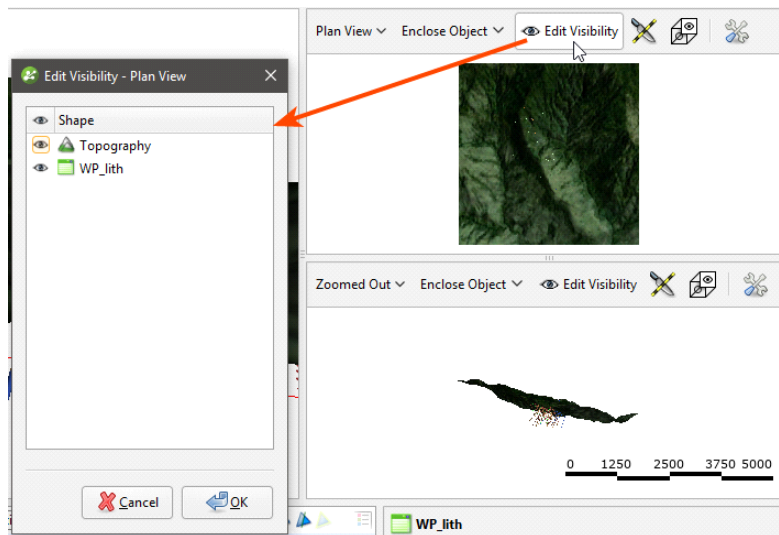 Plan View Enclose Object Edit Visibility
Edit Visibility - Plan View
Shape
Topography
WP_lith
Cancel OK
Zoomed Out Enclose Object Edit Visibility
0 1250 2500 3750 5000
WP_lith